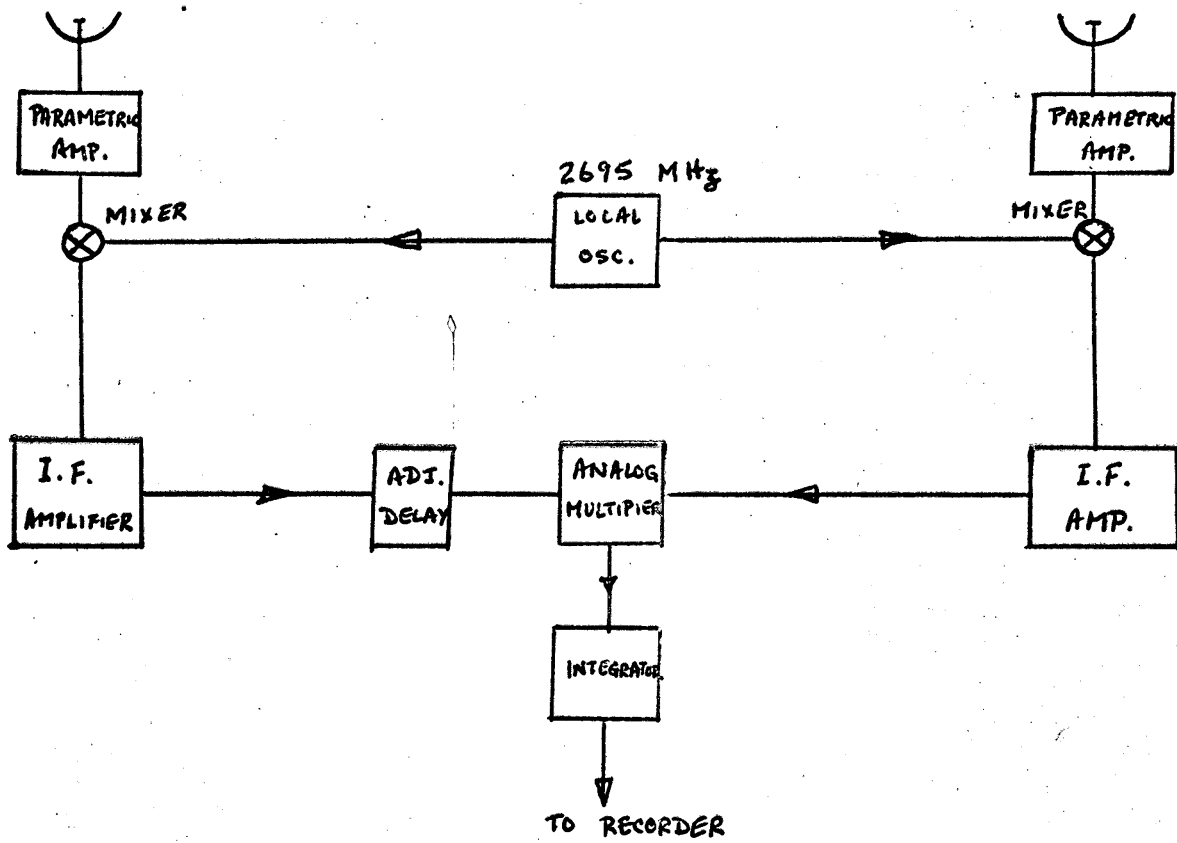 PARAMETRIC
AMP.
PARAMETRIC
AMP.
2695 MHz
MIXER
LOCAL
OSC.
MIXER
I.F.
AMPLIFIER
ADJ.
DELAY
ANALOG
MULTIPIER
I.F.
AMP.
INTEGRATOR
TO RECORDER